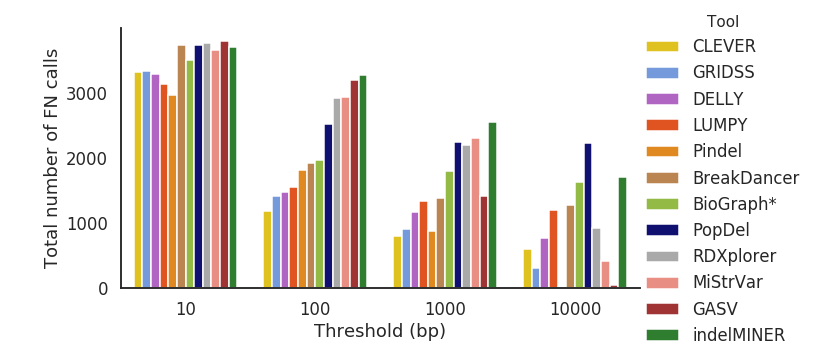 Total number of FN calls
3000
2000
1000
0
10
100
1000
10000
Threshold (bp)
Tool
CLEVER
GRIDSS
DELLY
LUMPY
Pindel
BreakDancer
BioGraph*
PopDel
RDXplorer
MiStrVar
GASV
indelMINER